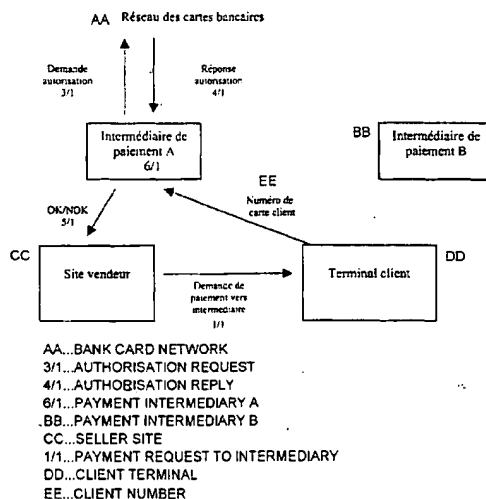 AA Réseau des cartes bancaires
Demande
autorisation
3/1
Réponse
autorisation
4/1
Intermédiaire de
paiement A
6/1
BB
Intermédiaire de
paiement B
EE
Numéro de
carte client
OK/NOK
5/1
CC
Site vendeur
Terminal client
DD
Demande de
paiement vers
intermediaire
1/1
AA...BANK CARD NETWORK
3/1...AUTHORISATION REQUEST
4/1...AUTHORISATION REPLY
6/1...PAYMENT INTERMEDIARY A
BB...PAYMENT INTERMEDIARY B
CC...SELLER SITE
1/1...PAYMENT REQUEST TO INTERMEDIARY
DD...CLIENT TERMINAL
EE...CLIENT NUMBER